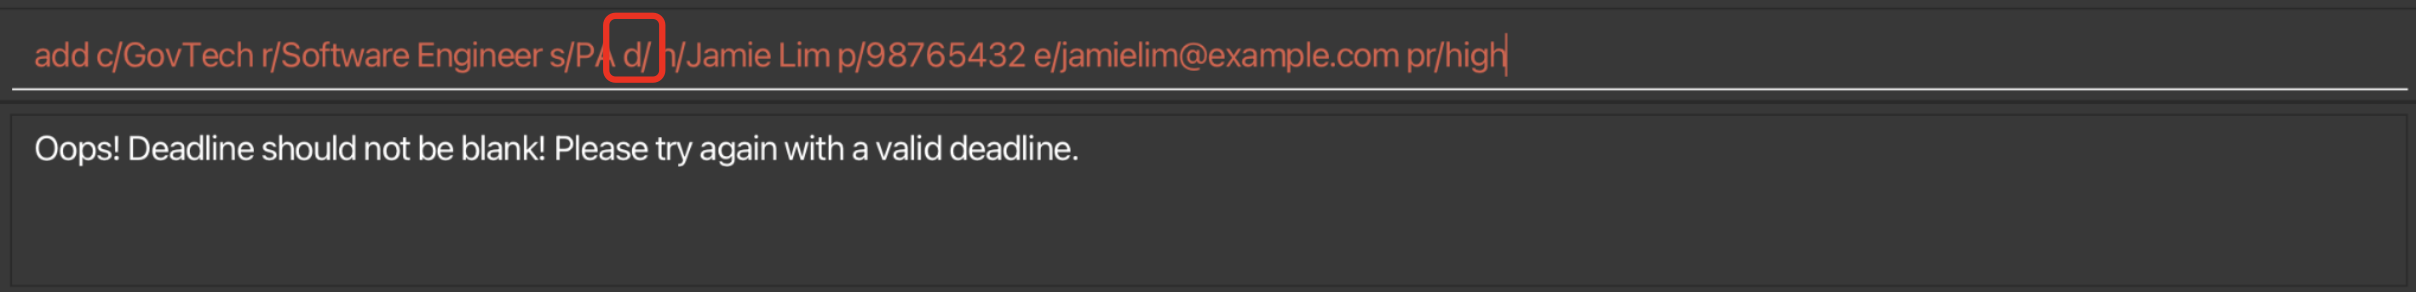 add c/GovTech r/Software Engineer s/PA d/ n/Jamie Lim p/98765432 e/jamielim@example.com pr/high
Oops! Deadline should not be blank! Please try again with a valid deadline.